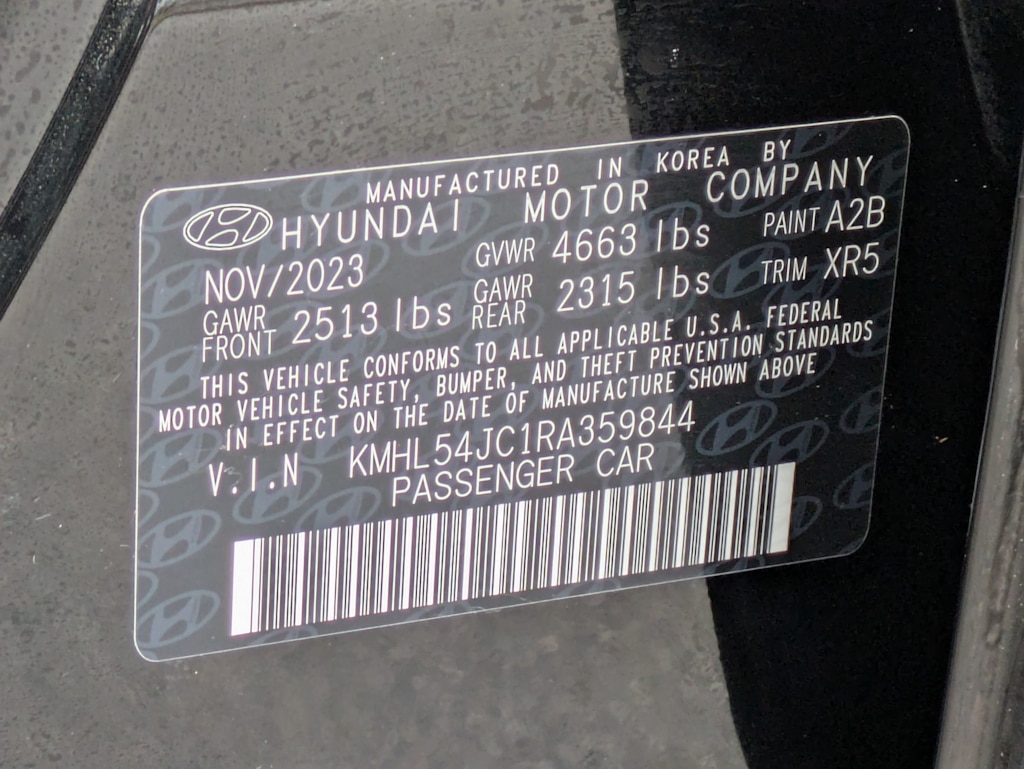 MANUFACTURED IN KOREA BY
HYUNDAI MOTOR COMPANY
NOV/2023 GVWR 4663 lbs PAINT A2B
GAWR FRONT 2513 lbs GAWR REAR 2315 lbs TRIM XR5
THIS VEHICLE CONFORMS TO ALL APPLICABLE U.S.A. FEDERAL
MOTOR VEHICLE SAFETY, BUMPER, AND THEFT PREVENTION STANDARDS
IN EFFECT ON THE DATE OF MANUFACTURE SHOWN ABOVE
V.I.N KMHL54JC1RA359844
PASSENGER CAR